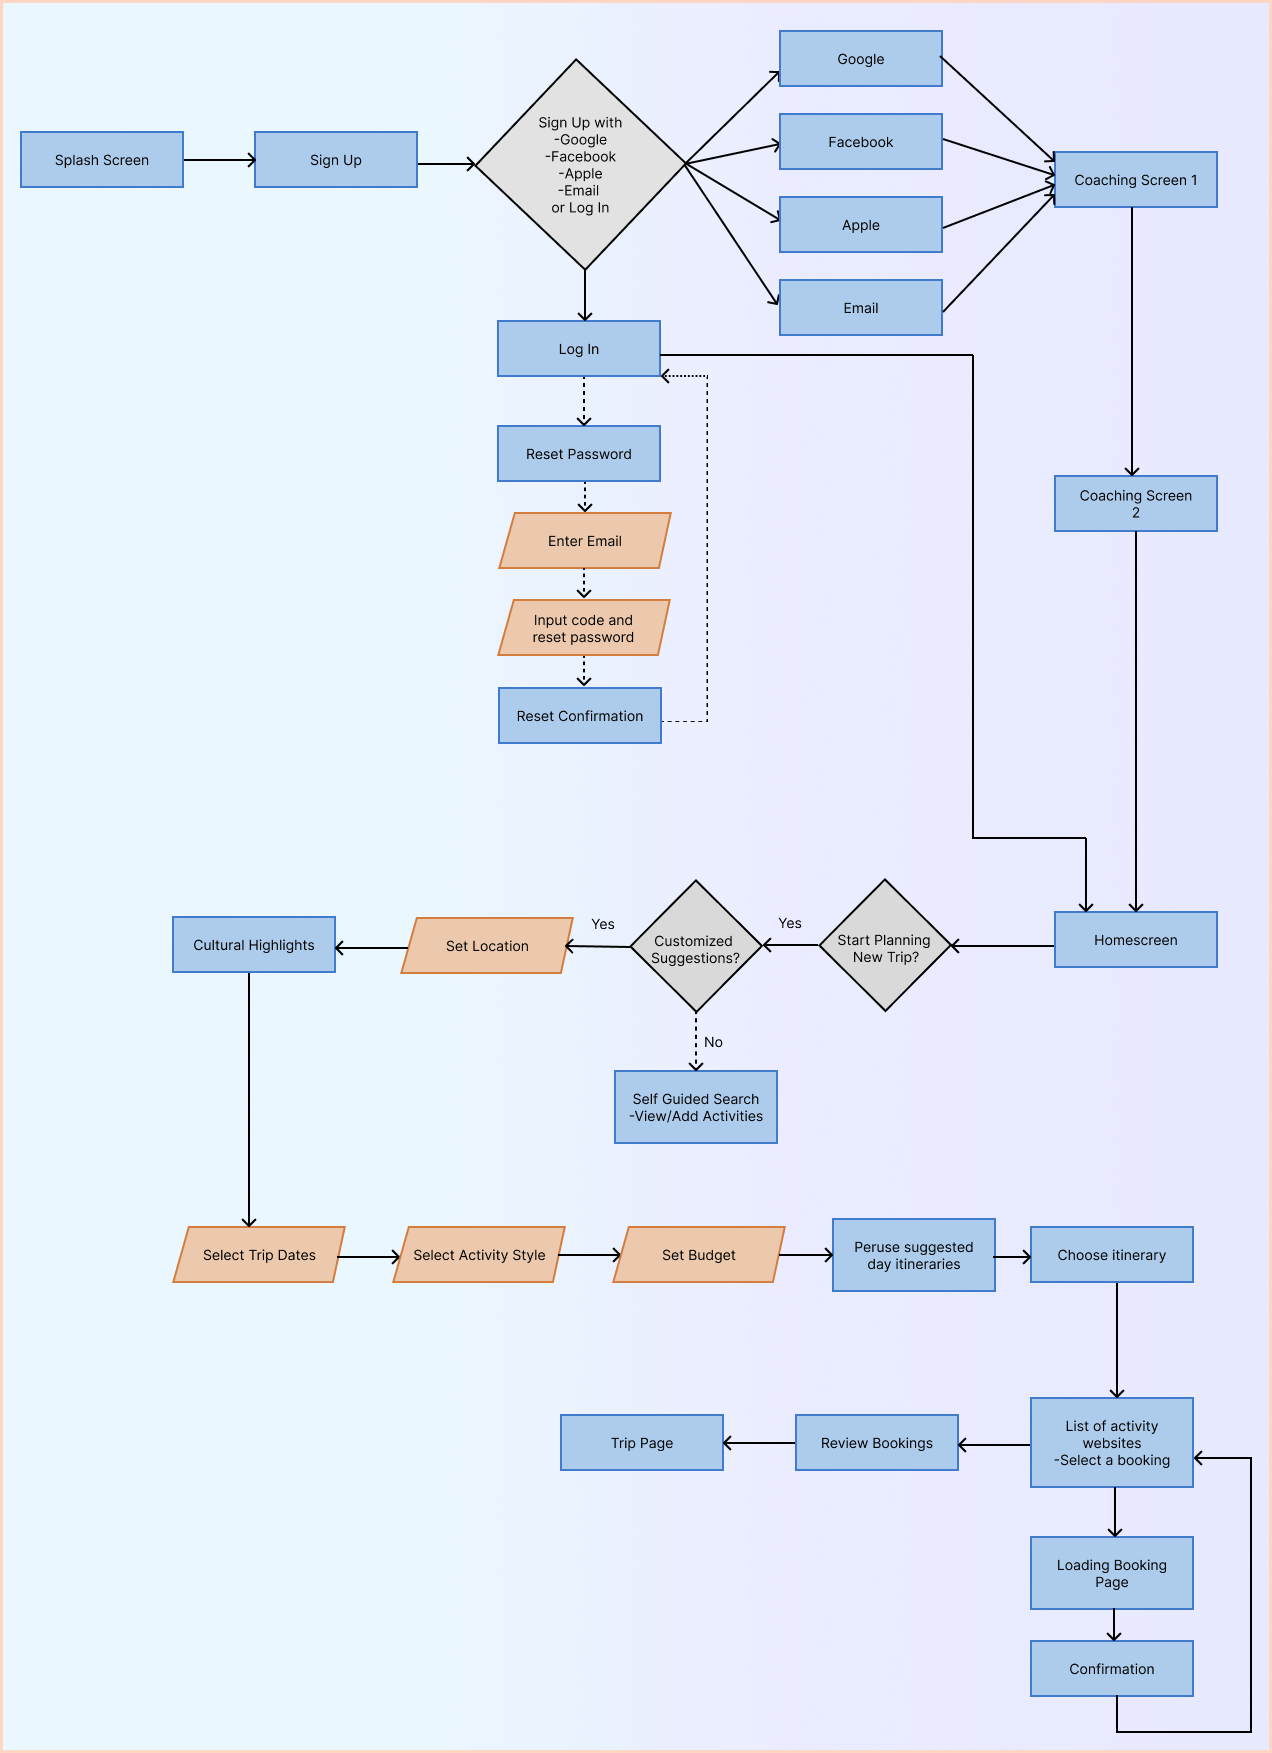 Splash Screen
Sign Up
Sign Up with
-Google
-Facebook
-Apple
-Email
or Log In
Google
Facebook
Apple
Email
Coaching Screen 1
Log In
Reset Password
Enter Email
Input code and
reset password
Reset Confirmation
Coaching Screen
2
Homescreen
Start Planning
New Trip?
Yes
Customized
Suggestions?
Yes
No
Set Location
Cultural Highlights
Self Guided Search
-View/Add Activities
Select Trip Dates
Select Activity Style
Set Budget
Peruse suggested
day itineraries
Choose itinerary
List of activity
websites
-Select a booking
Review Bookings
Trip Page
Loading Booking
Page
Confirmation